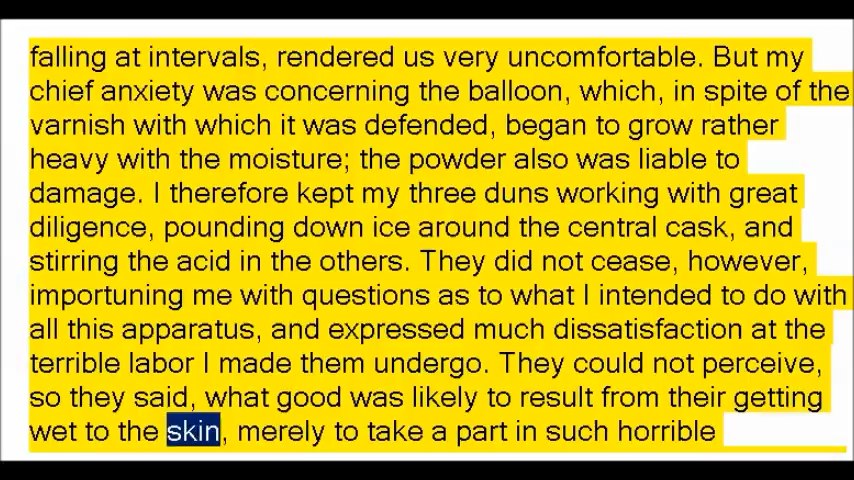 falling at intervals, rendered us very uncomfortable. But my
chief anxiety was concerning the balloon, which, in spite of the
varnish with which it was defended, began to grow rather
heavy with the moisture; the powder also was liable to
damage. I therefore kept my three duns working with great
diligence, pounding down ice around the central cask, and
stirring the acid in the others. They did not cease, however,
importuning me with questions as to what I intended to do with
all this apparatus, and expressed much dissatisfaction at the
terrible labor I made them undergo. They could not perceive,
so they said, what good was likely to result from their getting
wet to the skin, merely to take a part in such horrible